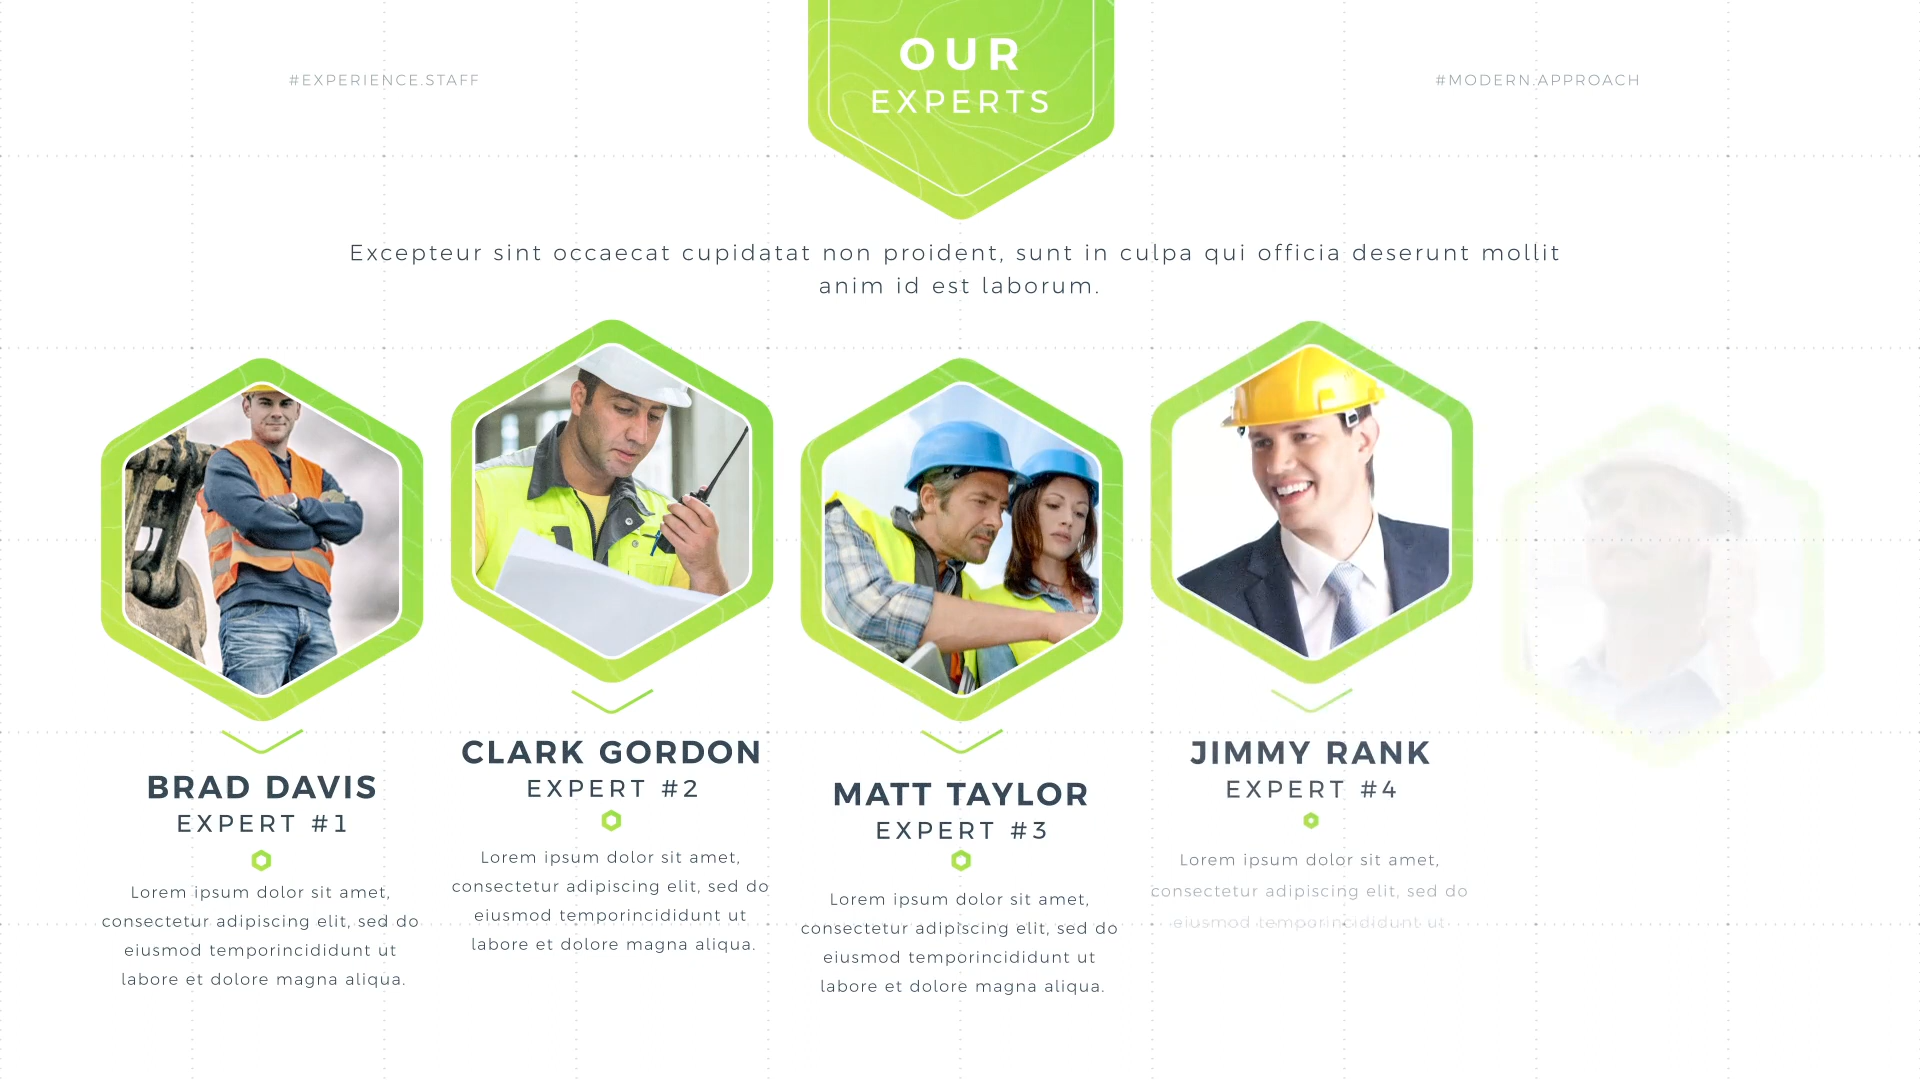 OUR
EXPERTS
#EXPERIENCE.STAFF
#MODERN.APPROACH
Excepteur sint occaecat cupidatat non proident, sunt in culpa qui officia deserunt mollit
anim id est laborum.
BRAD DAVIS
EXPERT #1
Lorem ipsum dolor sit amet,
consectetur adipiscing elit, sed do
eiusmod temporincididunt ut
labore et dolore magna aliqua.
CLARK GORDON
EXPERT #2
Lorem ipsum dolor sit amet,
consectetur adipiscing elit, sed do
eiusmod temporincididunt ut
labore et dolore magna aliqua.
MATT TAYLOR
EXPERT #3
Lorem ipsum dolor sit amet,
consectetur adipiscing elit, sed do
eiusmod temporincididunt ut
labore et dolore magna aliqua.
JIMMY RANK
EXPERT #4
Lorem ipsum dolor sit amet,
consectetur adipiscing elit, sed do
eiusmod temporincididunt ut